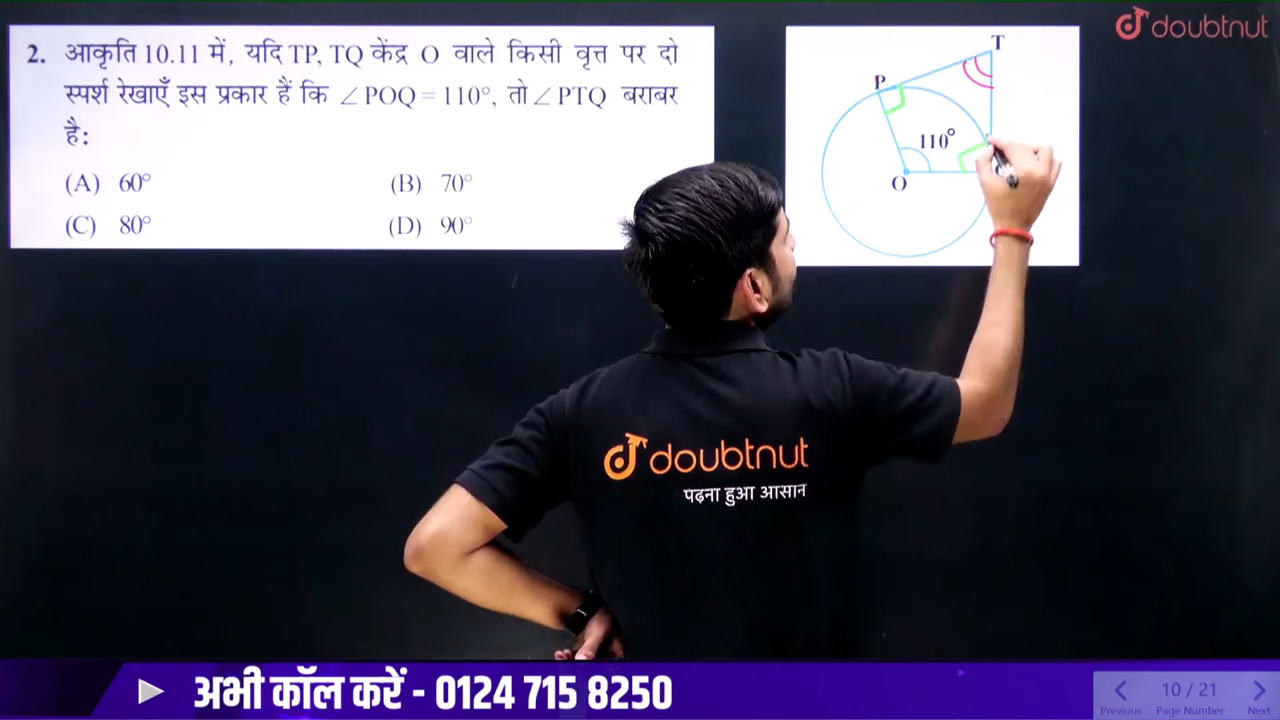 doubtnut
2. आकृति 10.11 में, यदि TP, TQ केंद्र O वाले किसी वृत्त पर दो
स्पर्श रेखाएँ इस प्रकार हैं कि ∠POQ = 110°, तो ∠PTQ बराबर
है:
(A) 60° (B) 70°
(C) 80° (D) 90°
T
P
110°
O
doubtnut
पढ़ना हुआ आसान
अभी कॉल करें - 0124 715 8250
10 / 21
Previous Page Number Next